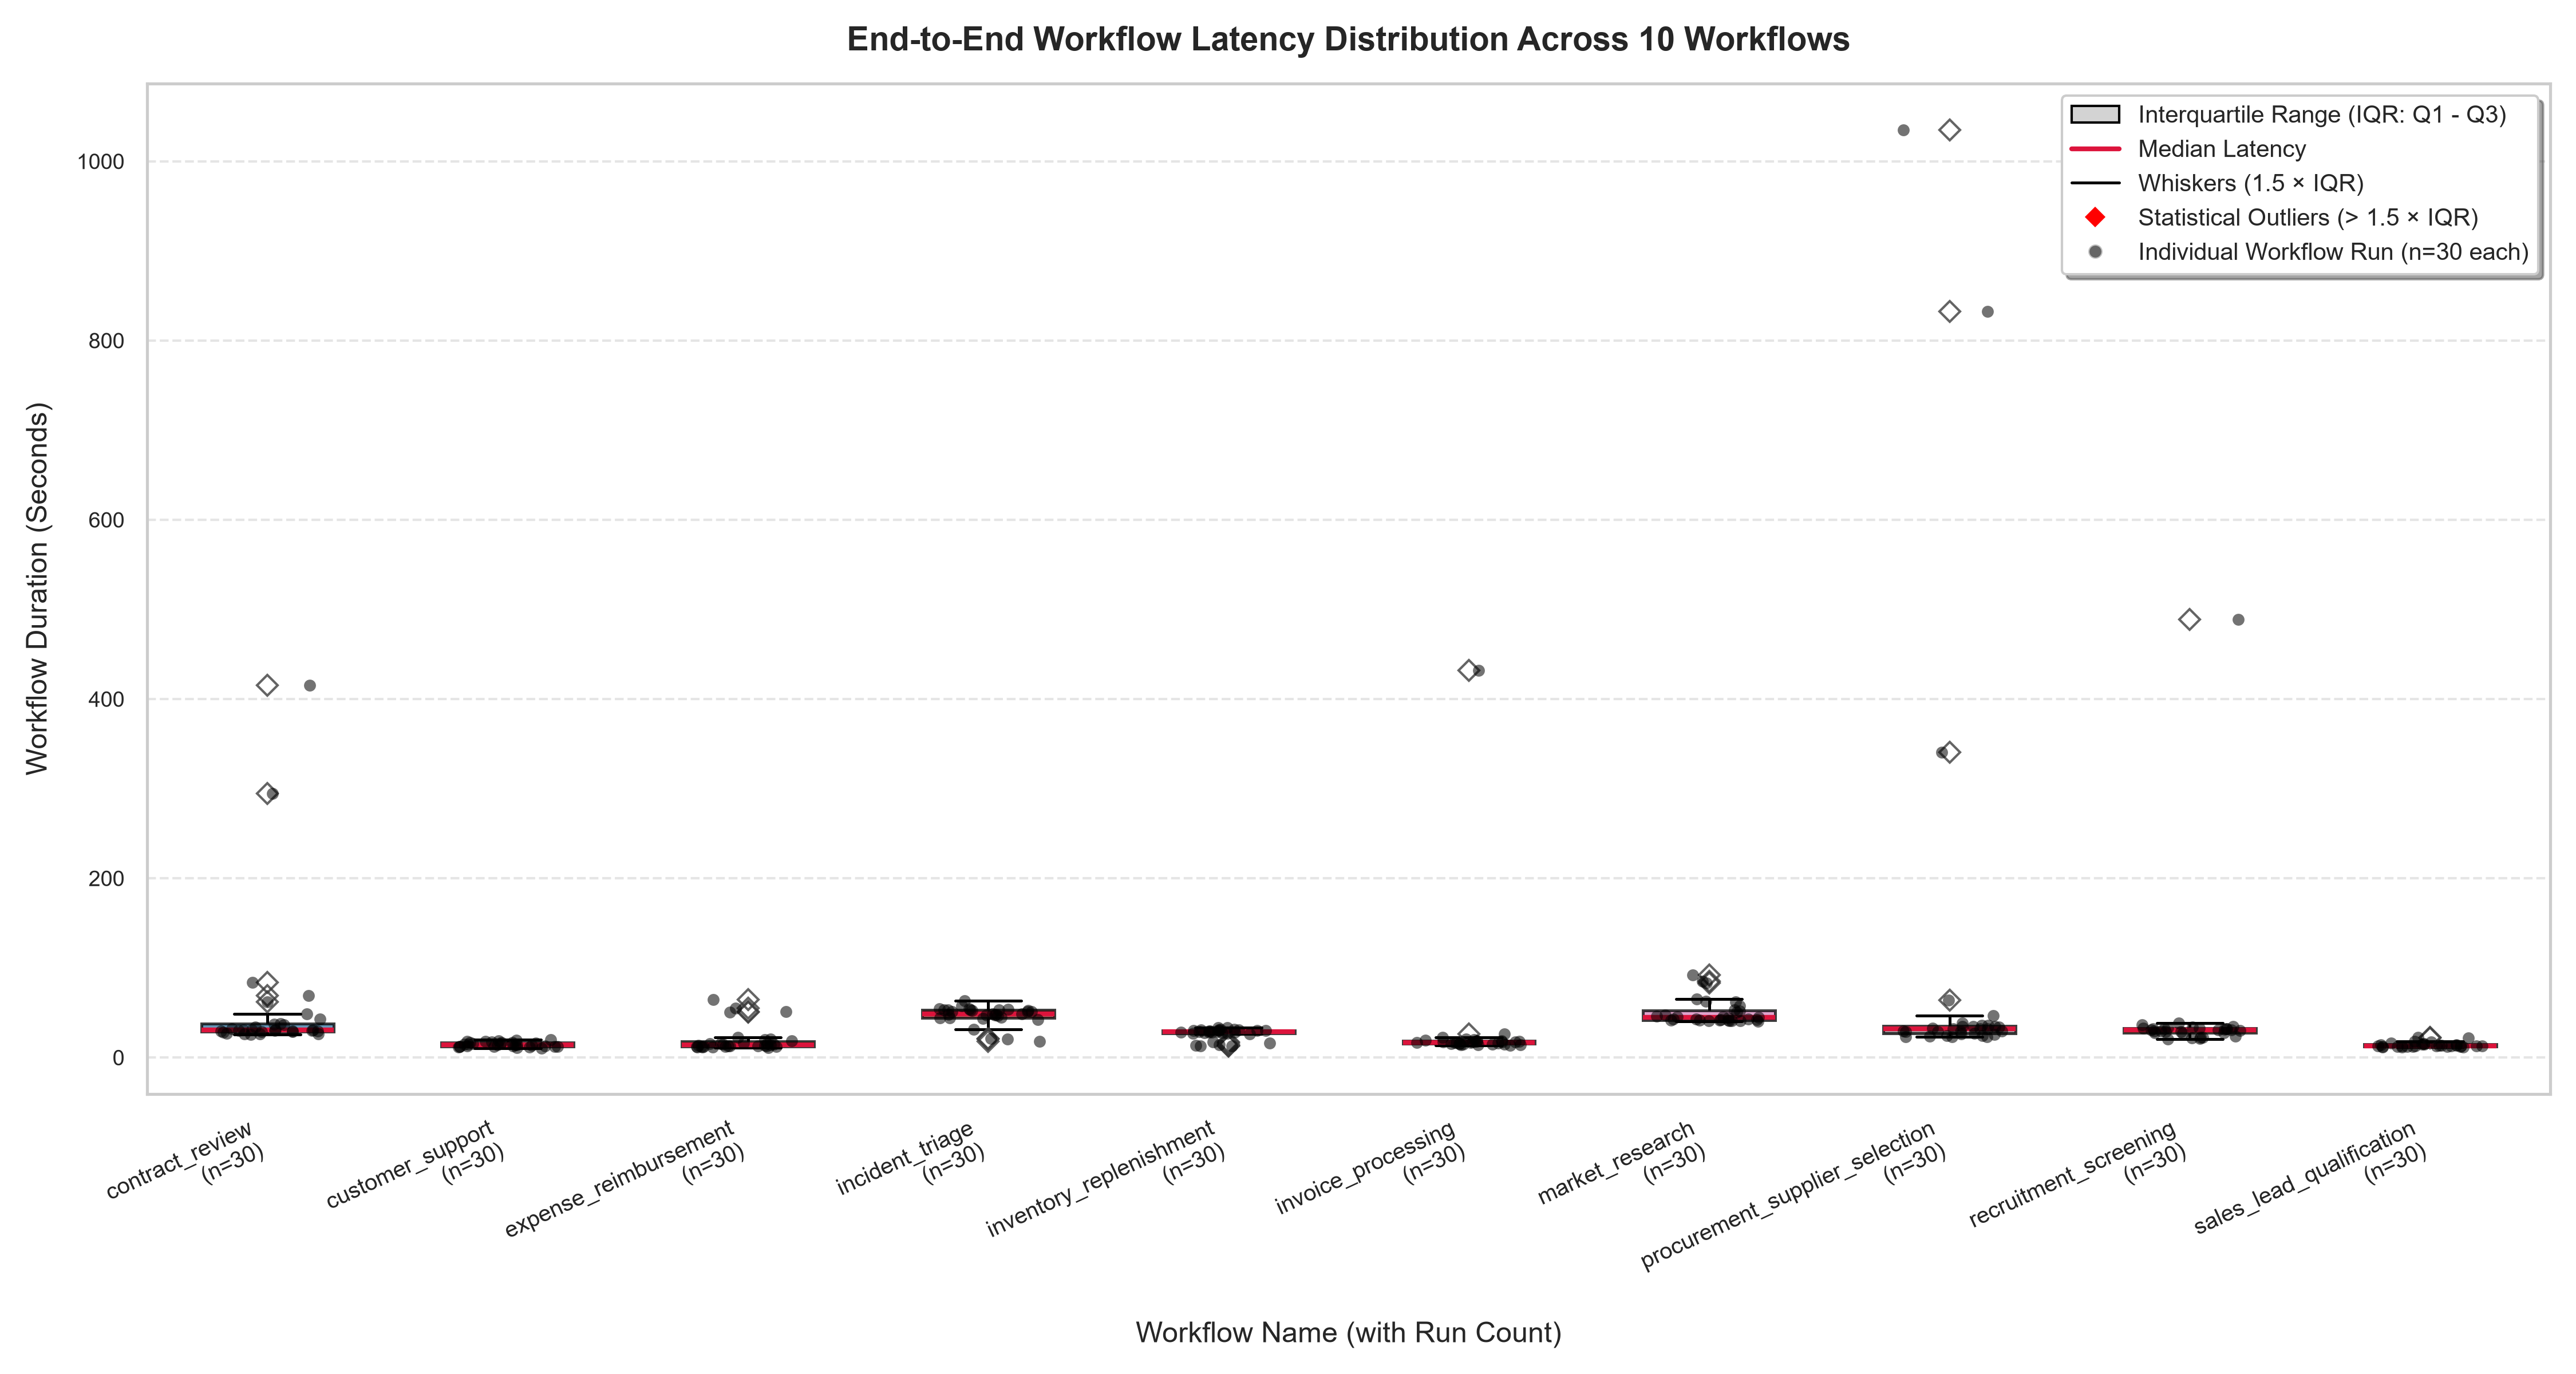 End-to-End Workflow Latency Distribution Across 10 Workflows
Interquartile Range (IQR: Q1 - Q3)
Median Latency
Whiskers (1.5 × IQR)
Statistical Outliers (> 1.5 × IQR)
Individual Workflow Run (n=30 each)
Workflow Duration (Seconds)
1000
800
600
400
200
0
contract_review
(n=30)
customer_support
(n=30)
expense_reimbursement
(n=30)
incident_triage
(n=30)
inventory_replenishment
(n=30)
invoice_processing
(n=30)
market_research
(n=30)
procurement_supplier_selection
(n=30)
recruitment_screening
(n=30)
sales_lead_qualification
(n=30)
Workflow Name (with Run Count)